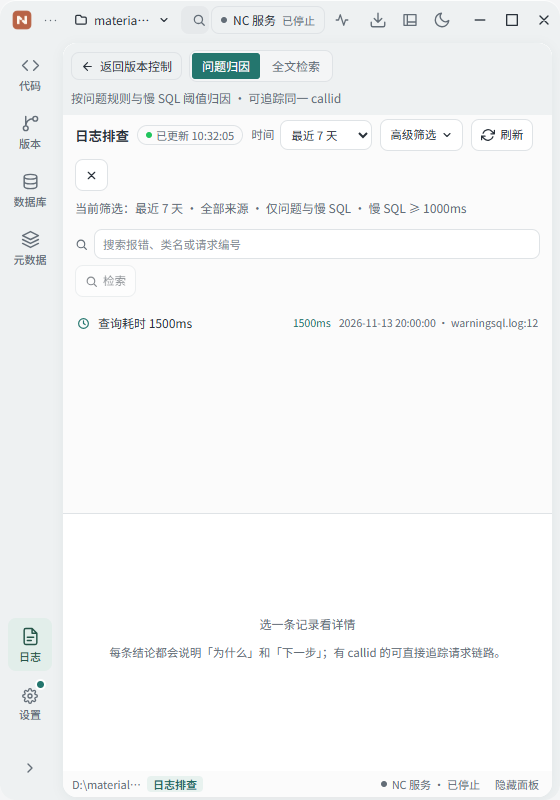 materia⋯
NC 服务 已停止
代码
版本
数据库
元数据
日志
设置
返回版本控制
问题归因
全文检索
按问题规则与慢 SQL 阈值归因 · 可追踪同一 callid
日志排查
已更新 10:32:05
时间
最近 7 天
高级筛选
刷新
当前筛选：最近 7 天 · 全部来源 · 仅问题与慢 SQL · 慢 SQL ≥ 1000ms
搜索报错、类名或请求编号
检索
查询耗时 1500ms
1500ms 2026-11-13 20:00:00 · warningsql.log:12
选一条记录看详情
每条结论都会说明「为什么」和「下一步」；有 callid 的可直接追踪请求链路。
D:\material⋯
日志排查
NC 服务 · 已停止
隐藏面板